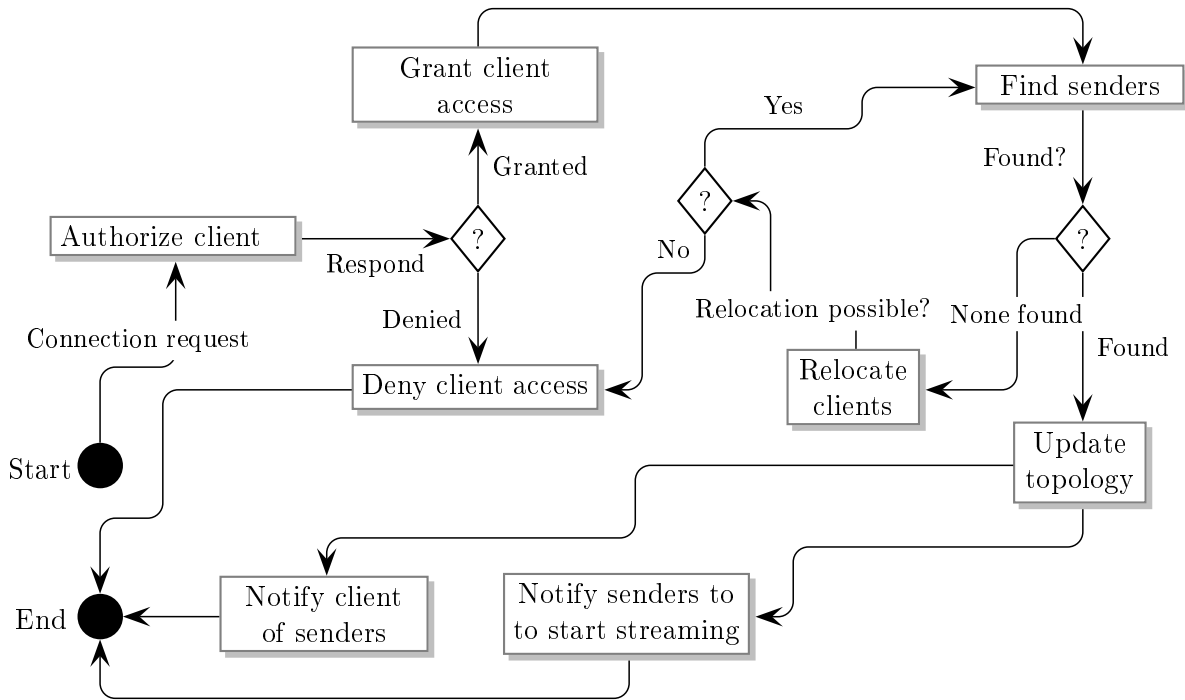 Grant client
access
Find senders
Yes
Found?
Granted
?
?
Authorize client
?
?
Respond
No
Relocation possible?
None found
Denied
Connection request
Found
Deny client access
Relocate
clients
Update
topology
Start
Notify client
of senders
Notify senders to
to start streaming
End